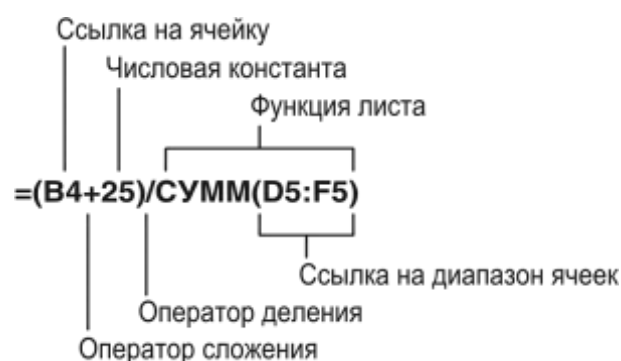 Ссылка на ячейку
Числовая константа
Функция листа
=(B4+25)/СУММ(D5:F5)
Ссылка на диапазон ячеек
Оператор деления
Оператор сложения